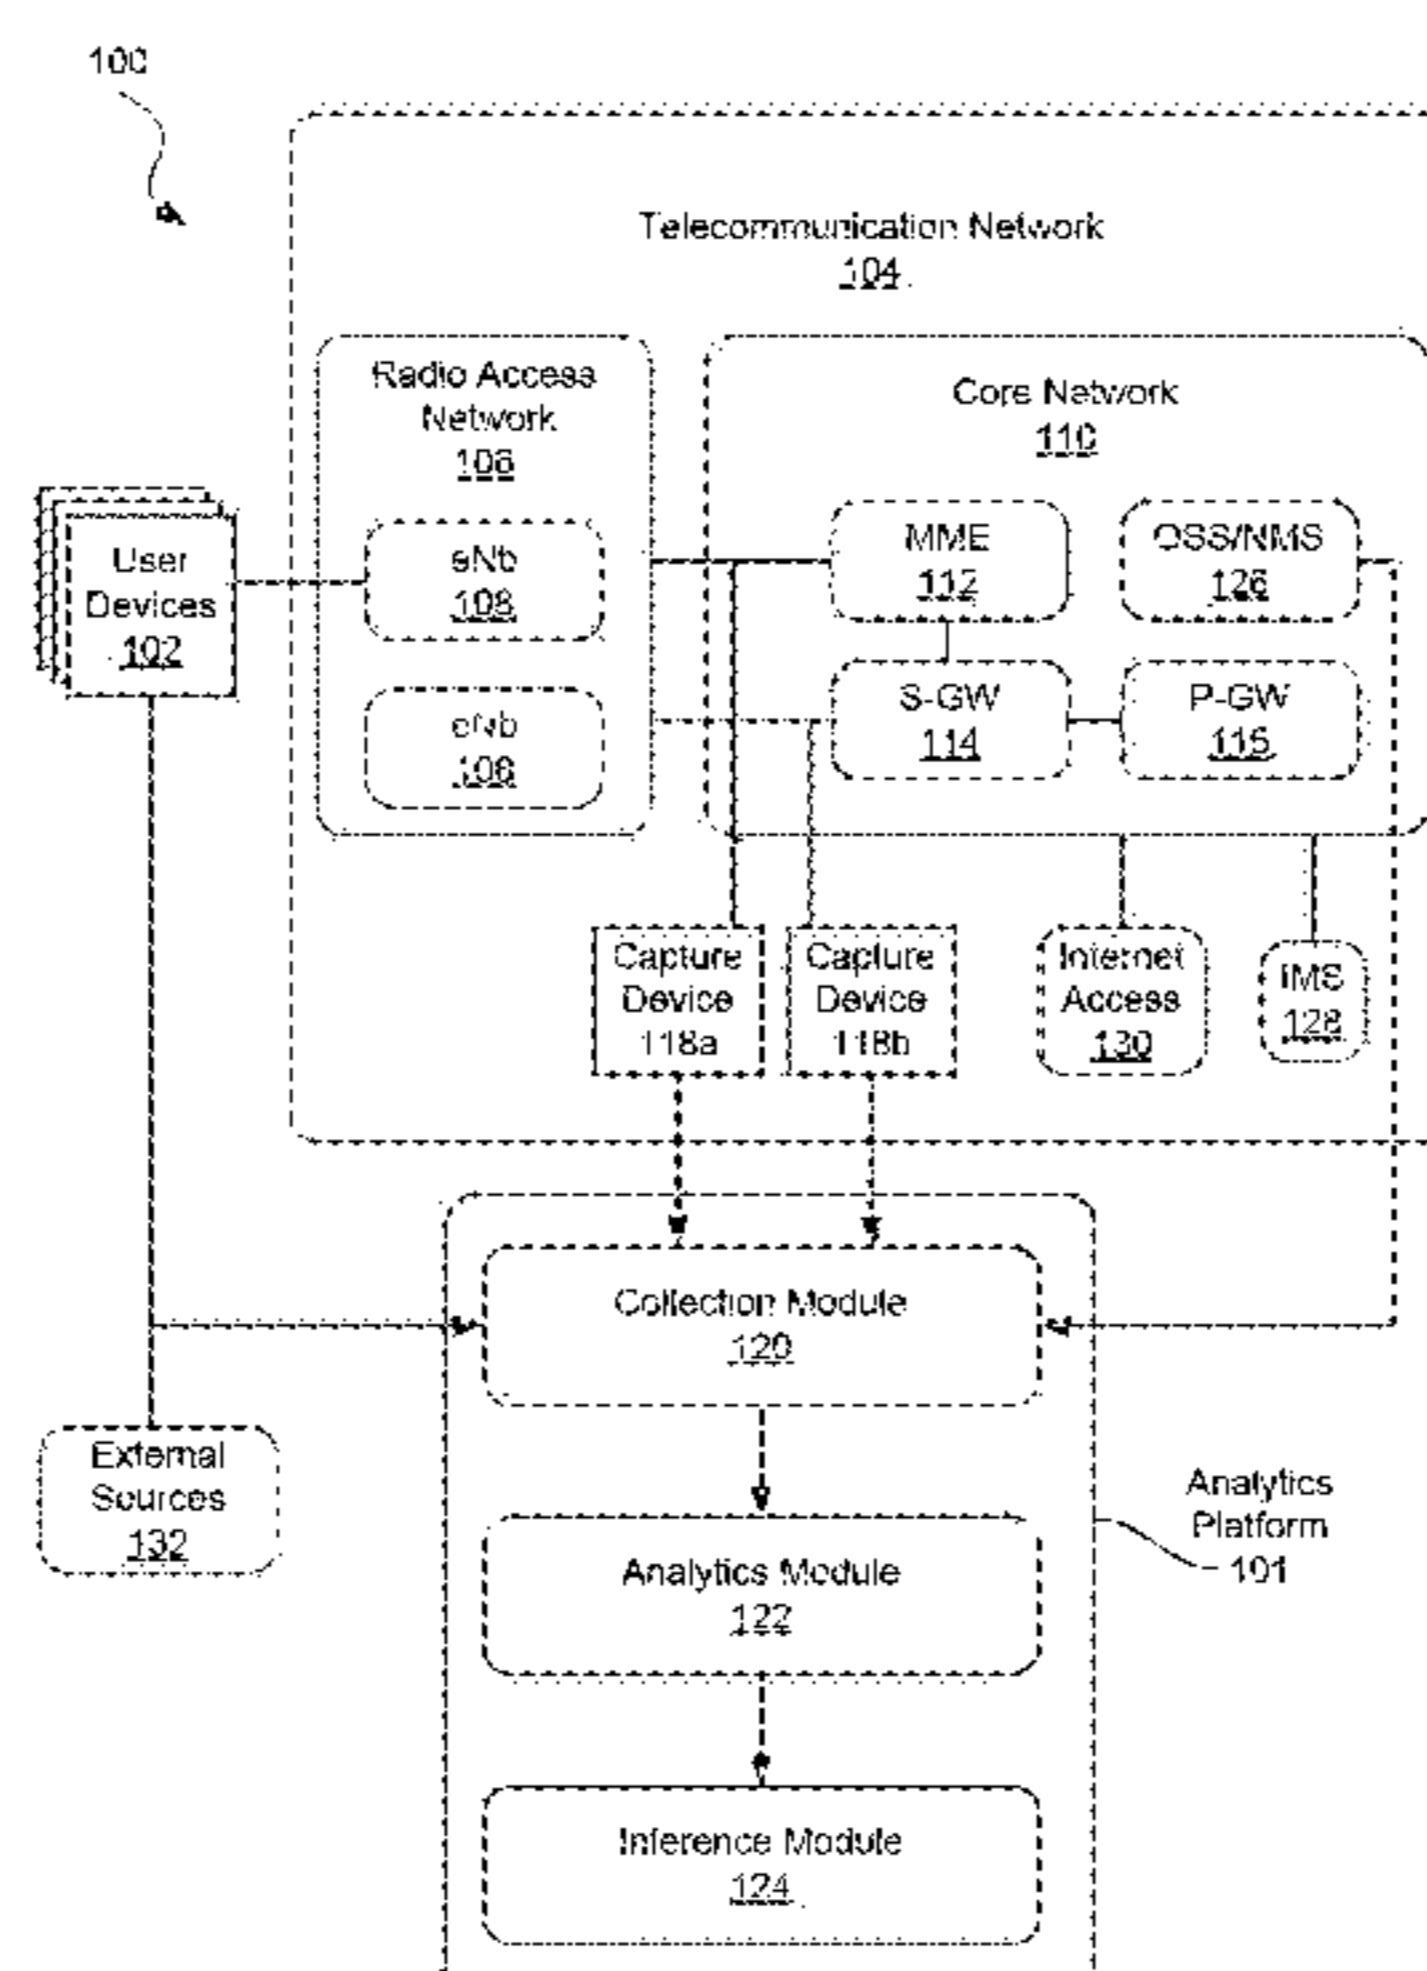 100
Telecommunication Network
104
Radio Access
Network
106
Core Network
110
User
Devices
102
eNb
108
MME
112
OSS/NMS
126
eNb
108
S-GW
114
P-GW
116
Capture
Device
118a
Capture
Device
118b
Internet
Access
130
IMS
128
Collection Module
120
External
Sources
132
Analytics
Platform
101
Analytics Module
122
Inference Module
124